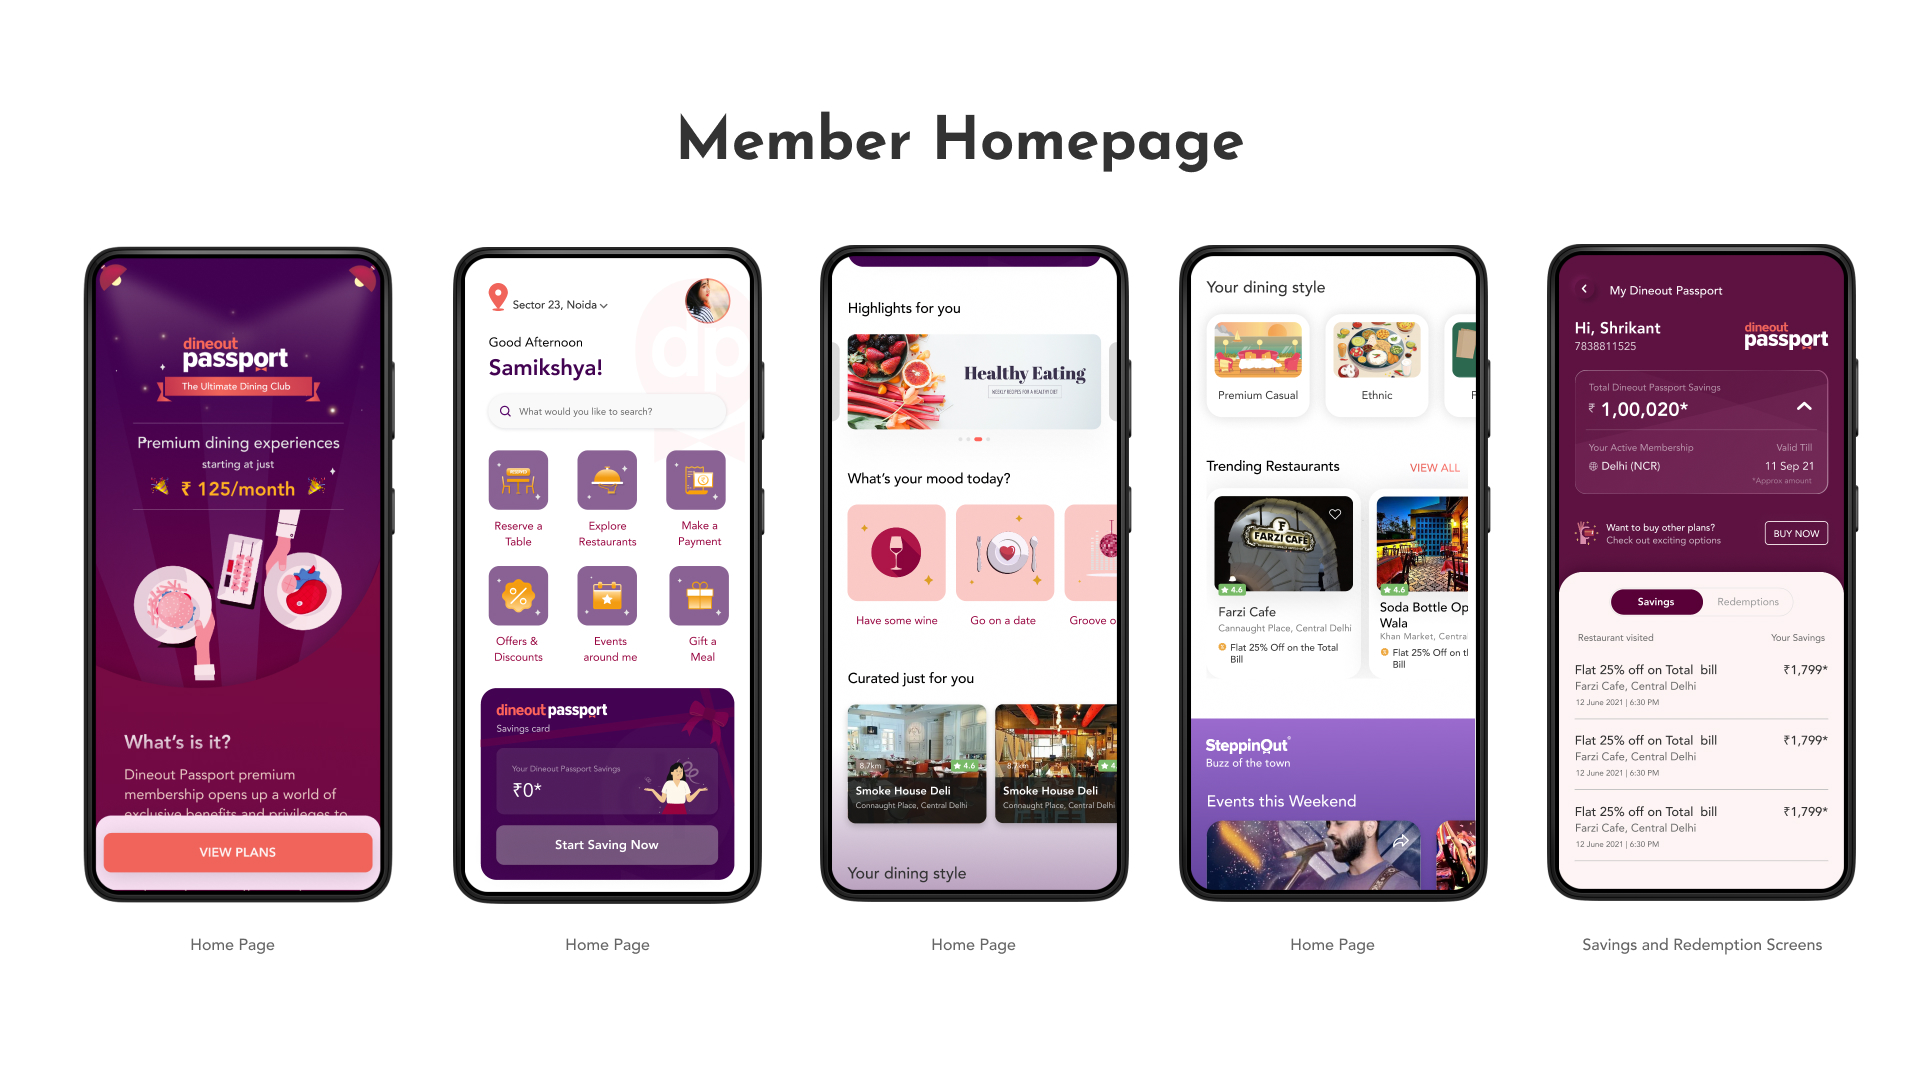 Member Homepage
dineout
passport
The Ultimate Dining Club
Premium dining experiences
starting at just
₹ 125/month
What's is it?
Dineout Passport premium
membership opens up a world of
exclusive benefits and privileges to
VIEW PLANS
Home Page
Sector 23, Noida
dp
Good Afternoon
Samikshya!
What would you like to search?
RESERVED
Reserve a
Table
Explore
Restaurants
Make a
Payment
Offers &
Discounts
Events
around me
Gift a
Meal
dineout passport
Savings card
Your Dineout Passport Savings
₹0*
Start Saving Now
Home Page
Highlights for you
Healthy Eating
WEEKLY RECIPES FOR A HEALTHY DIET
What's your mood today?
Have some wine
Go on a date
Groove o
Curated just for you
8.7km
4.6
Smoke House Deli
Connaught Place, Central Delhi
8.7km
4.
Smoke House Deli
Connaught Place, Central Delhi
Your dining style
Home Page
Your dining style
Premium Casual
Ethnic
F
Trending Restaurants
VIEW ALL
F
FARZI CAFE
4.6
Farzi Cafe
Cannaught Place, Central Delhi
Flat 25% Off on the Total
Bill
4.6
Soda Bottle Op
Wala
Khan Market, Central
Flat 25% Off on th
Bill
SteppinOut®
Buzz of the town
Events this Weekend
Home Page
My Dineout Passport
Hi, Shrikant
7838811525
dineout
passport
Total Dineout Passport Savings
₹ 1,00,020*
Your Active Membership
Valid Till
Delhi (NCR)
11 Sep 21
*Approx amount
Want to buy other plans?
Check out exciting options
BUY NOW
Savings
Redemptions
Restaurant visited
Your Savings
Flat 25% off on Total bill
₹1,799*
Farzi Cafe, Central Delhi
12 June 2021 | 6:30 PM
Flat 25% off on Total bill
₹1,799*
Farzi Cafe, Central Delhi
12 June 2021 | 6:30 PM
Flat 25% off on Total bill
₹1,799*
Farzi Cafe, Central Delhi
12 June 2021 | 6:30 PM
Savings and Redemption Screens